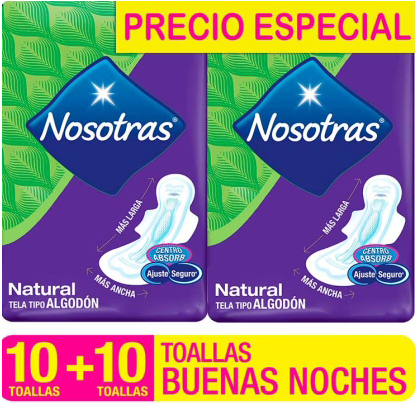 PRECIO ESPECIAL
Nosotras®
MÁS LARGA
CENTRO
ABSORB
Ajuste Seguro®
MÁS ANCHA
Natural
TELA TIPO ALGODÓN
Nosotras®
MÁS LARGA
CENTRO
ABSORB
Ajuste Seguro®
MÁS ANCHA
Natural
TELA TIPO ALGODÓN
10+10
TOALLAS TOALLAS
TOALLAS
BUENAS NOCHES